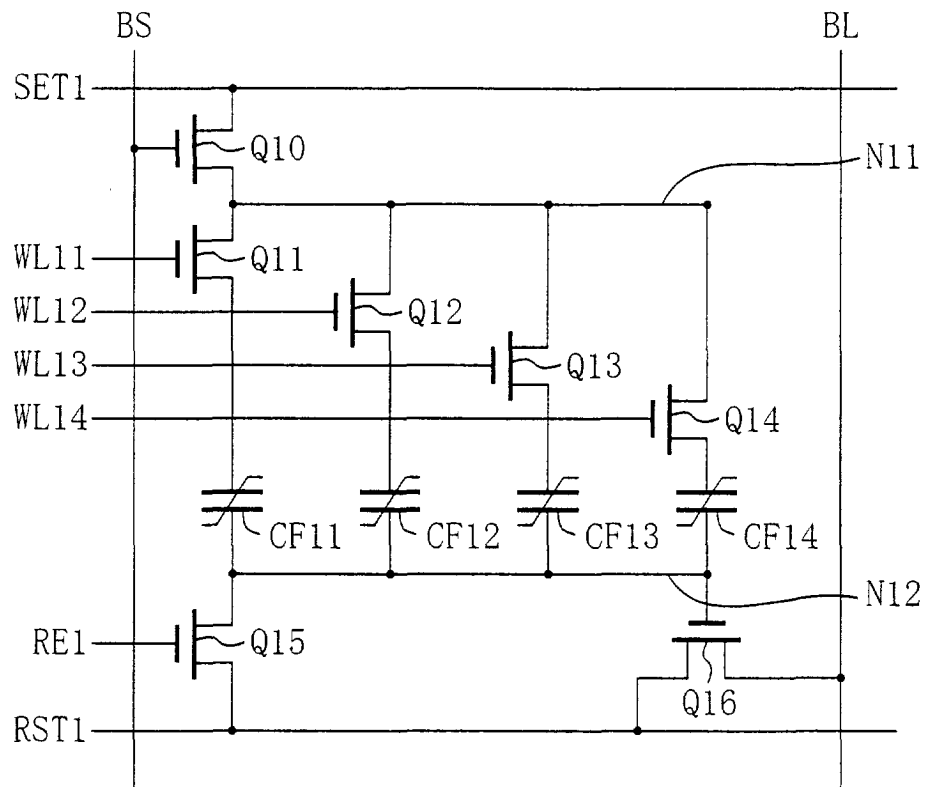 BS BL
SET1
Q10
N11
WL11 Q11
WL12 Q12
WL13 Q13
WL14 Q14
CF11 CF12 CF13 CF14
N12
RE1 Q15
Q16
RST1